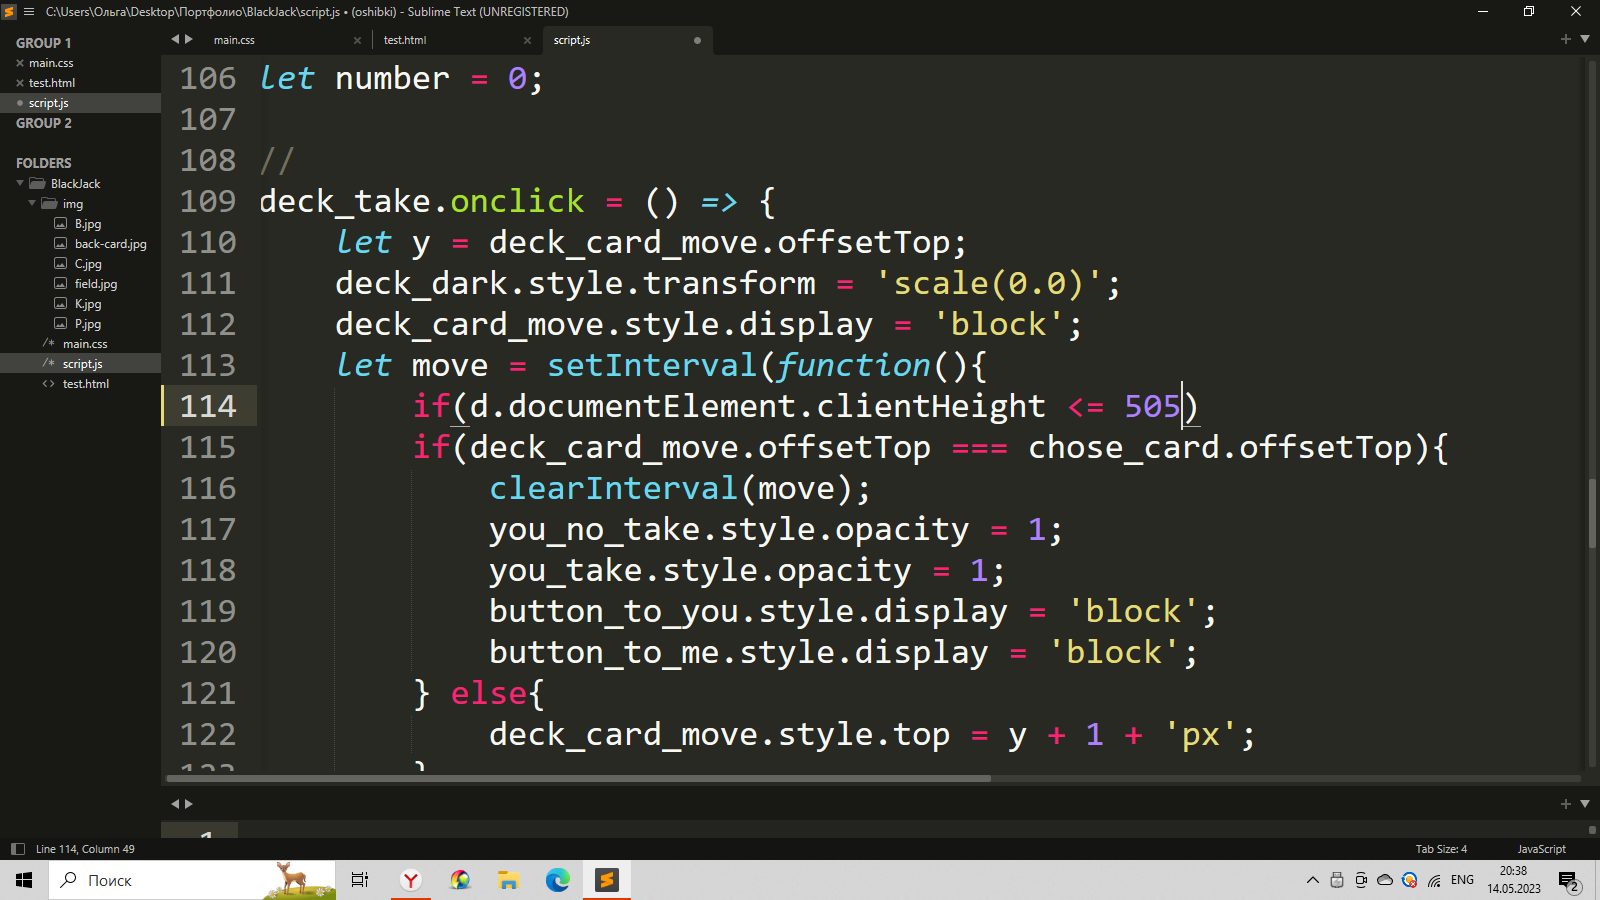 C:\Users\Ольга\Desktop\Портфолио\BlackJack\script.js • (oshibki) - Sublime Text (UNREGISTERED)
GROUP 1
main.css
test.html
script.js
GROUP 2
FOLDERS
BlackJack
img
B.jpg
back-card.jpg
C.jpg
field.jpg
K.jpg
P.jpg
/* main.css
/* script.js
<> test.html
main.css
test.html
script.js
106 let number = 0;
107
108 //
109 deck_take.onclick = () => {
110 let y = deck_card_move.offsetTop;
111 deck_dark.style.transform = 'scale(0.0)';
112 deck_card_move.style.display = 'block';
113 let move = setInterval(function(){
114 if(d.documentElement.clientHeight <= 505)
115 if(deck_card_move.offsetTop === chose_card.offsetTop){
116 clearInterval(move);
117 you_no_take.style.opacity = 1;
118 you_take.style.opacity = 1;
119 button_to_you.style.display = 'block';
120 button_to_me.style.display = 'block';
121 } else{
122 deck_card_move.style.top = y + 1 + 'px';
123 }
1
Line 114, Column 49
Tab Size: 4
JavaScript
Поиск
ENG
20:38
14.05.2023
2